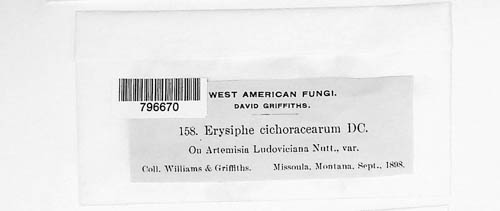 WEST AMERICAN FUNGI.
DAVID GRIFFITHS.
796670
158. Erysiphe cichoracearum DC.
On Artemisia Ludoviciana Nutt., var.
Coll. Williams & Griffiths. Missoula, Montana, Sept., 1898.